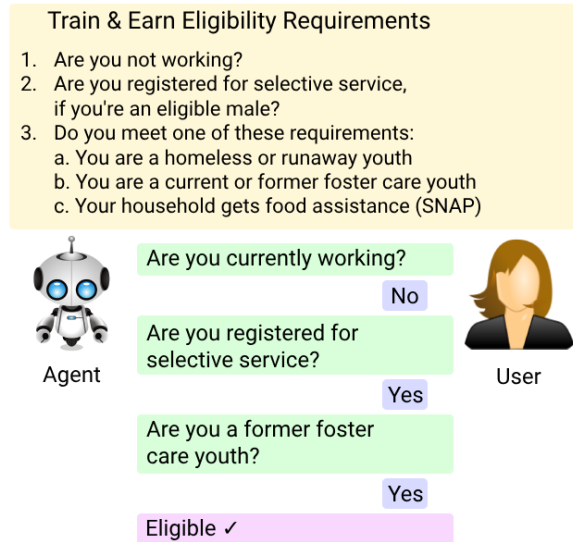 Train & Earn Eligibility Requirements
1. Are you not working?
2. Are you registered for selective service,
if you're an eligible male?
3. Do you meet one of these requirements:
a. You are a homeless or runaway youth
b. You are a current or former foster care youth
c. Your household gets food assistance (SNAP)
Are you currently working?
No
Are you registered for
selective service?
Agent
User
Yes
Are you a former foster
care youth?
Yes
Eligible ✓